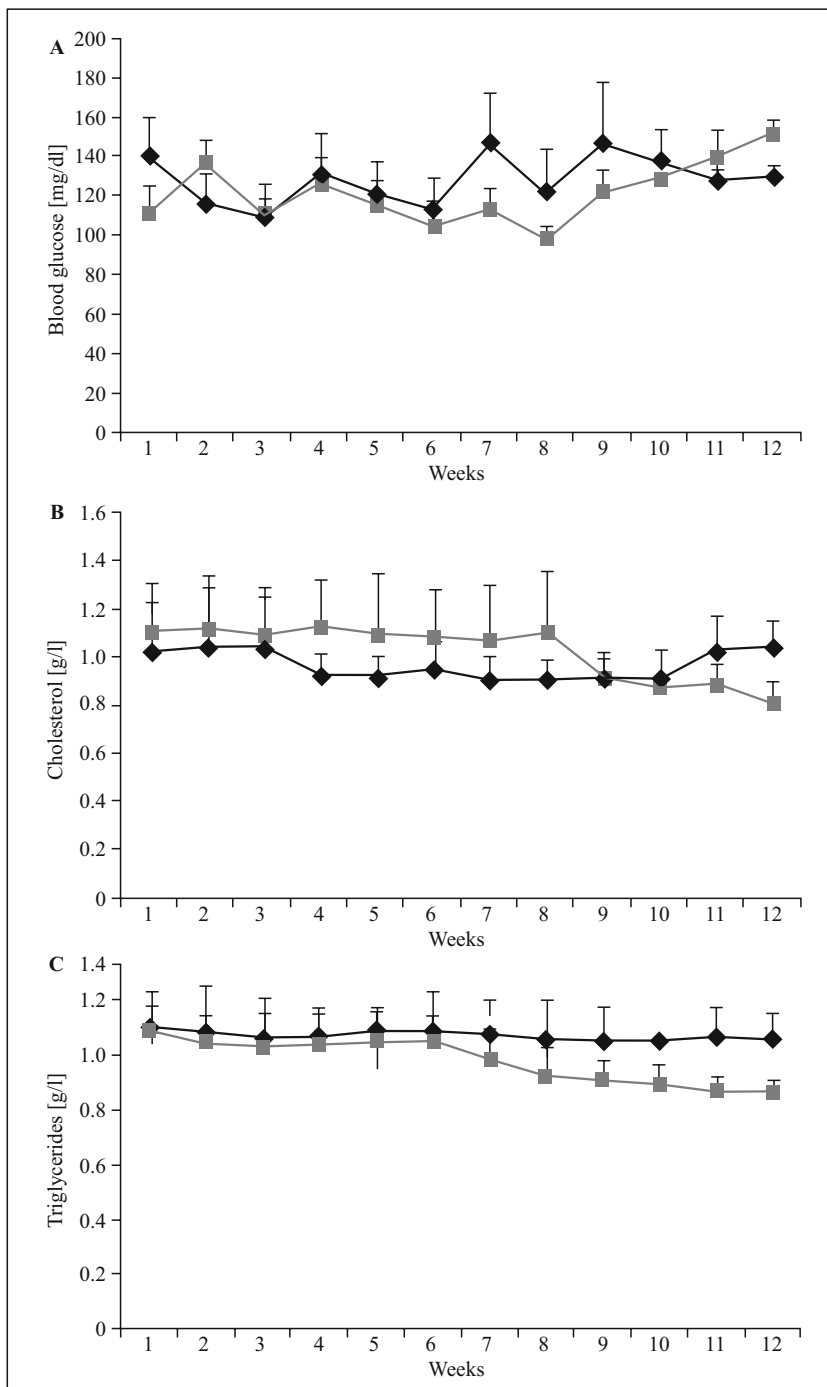 A
200
180
160
140
120
100
80
60
40
20
0
Blood glucose [mg/dl]
1 2 3 4 5 6 7 8 9 10 11 12
Weeks
B
1.6
1.4
1.2
1.0
0.8
0.6
0.4
0.2
0
Cholesterol [g/l]
1 2 3 4 5 6 7 8 9 10 11 12
Weeks
C
1.4
1.2
1.0
0.8
0.6
0.4
0.2
0
Triglycerides [g/l]
1 2 3 4 5 6 7 8 9 10 11 12
Weeks